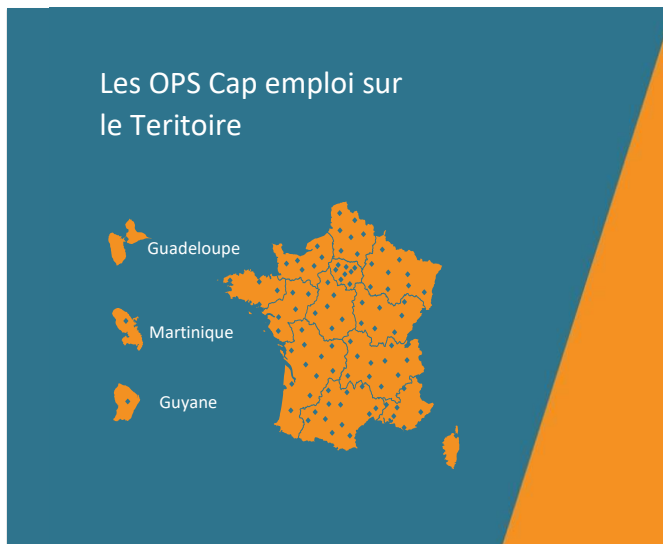 Les OPS Cap emploi sur
le Teritoire
Guadeloupe
Martinique
Guyane